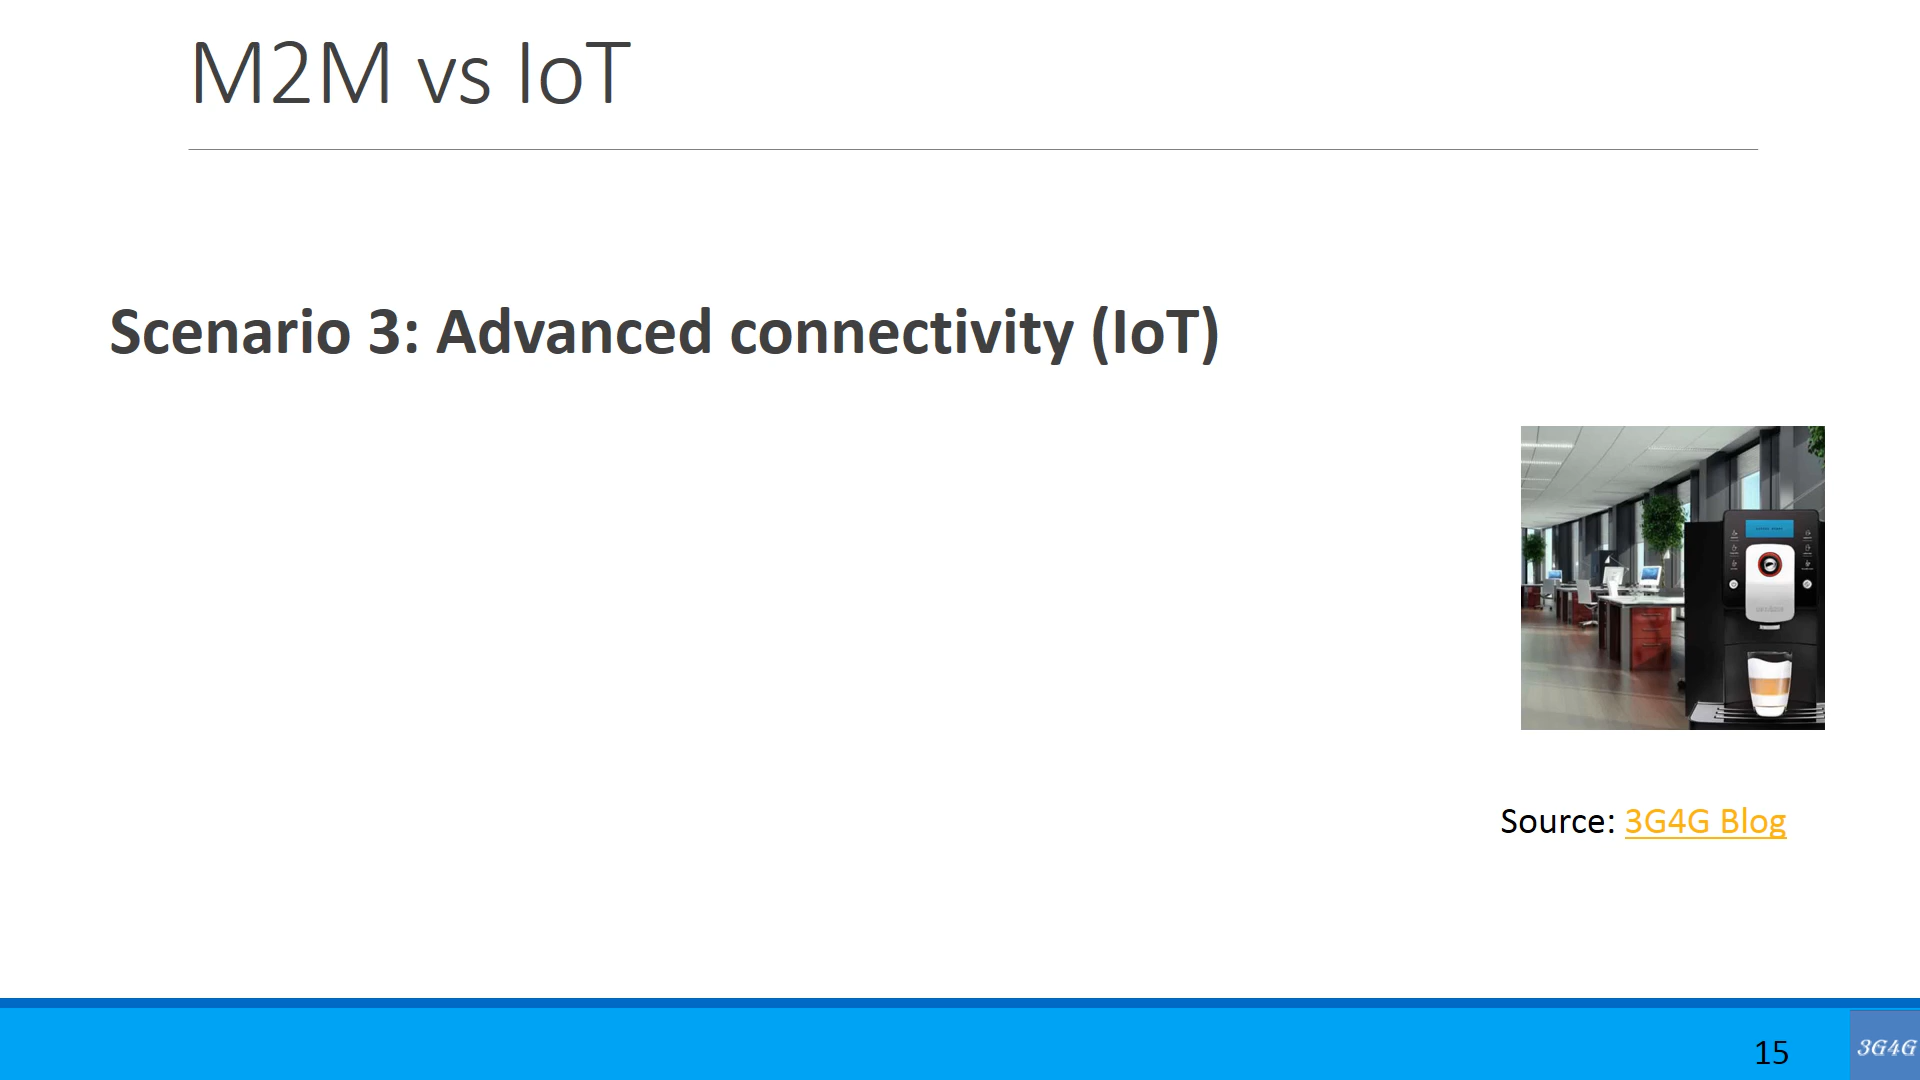 M2M vs IoT
Scenario 3: Advanced connectivity (IoT)
Source: 3G4G Blog
15
3G4G